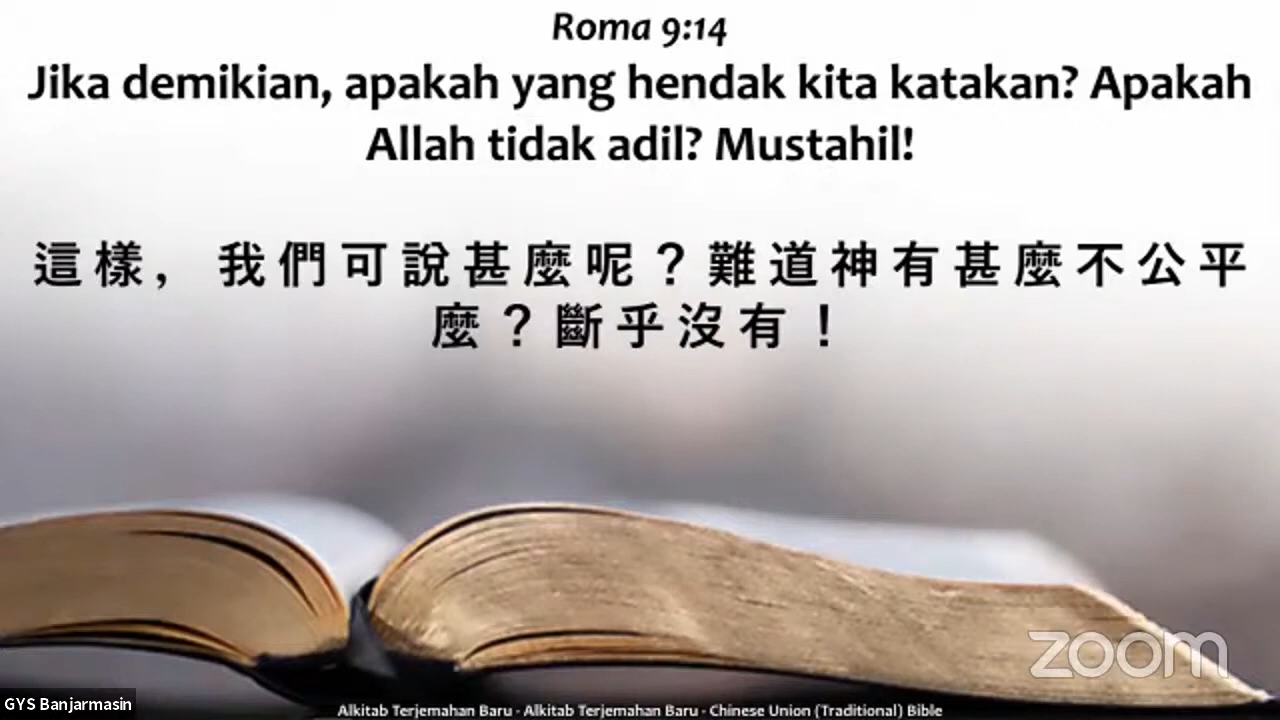 Roma 9:14
Jika demikian, apakah yang hendak kita katakan? Apakah
Allah tidak adil? Mustahil!
這樣，我們可說甚麼呢？難道神有甚麼不公平
麼？斷乎沒有！
zoom
GYS Banjarmasin
Alkitab Terjemahan Baru - Alkitab Terjemahan Baru - Chinese Union (Traditional) Bible